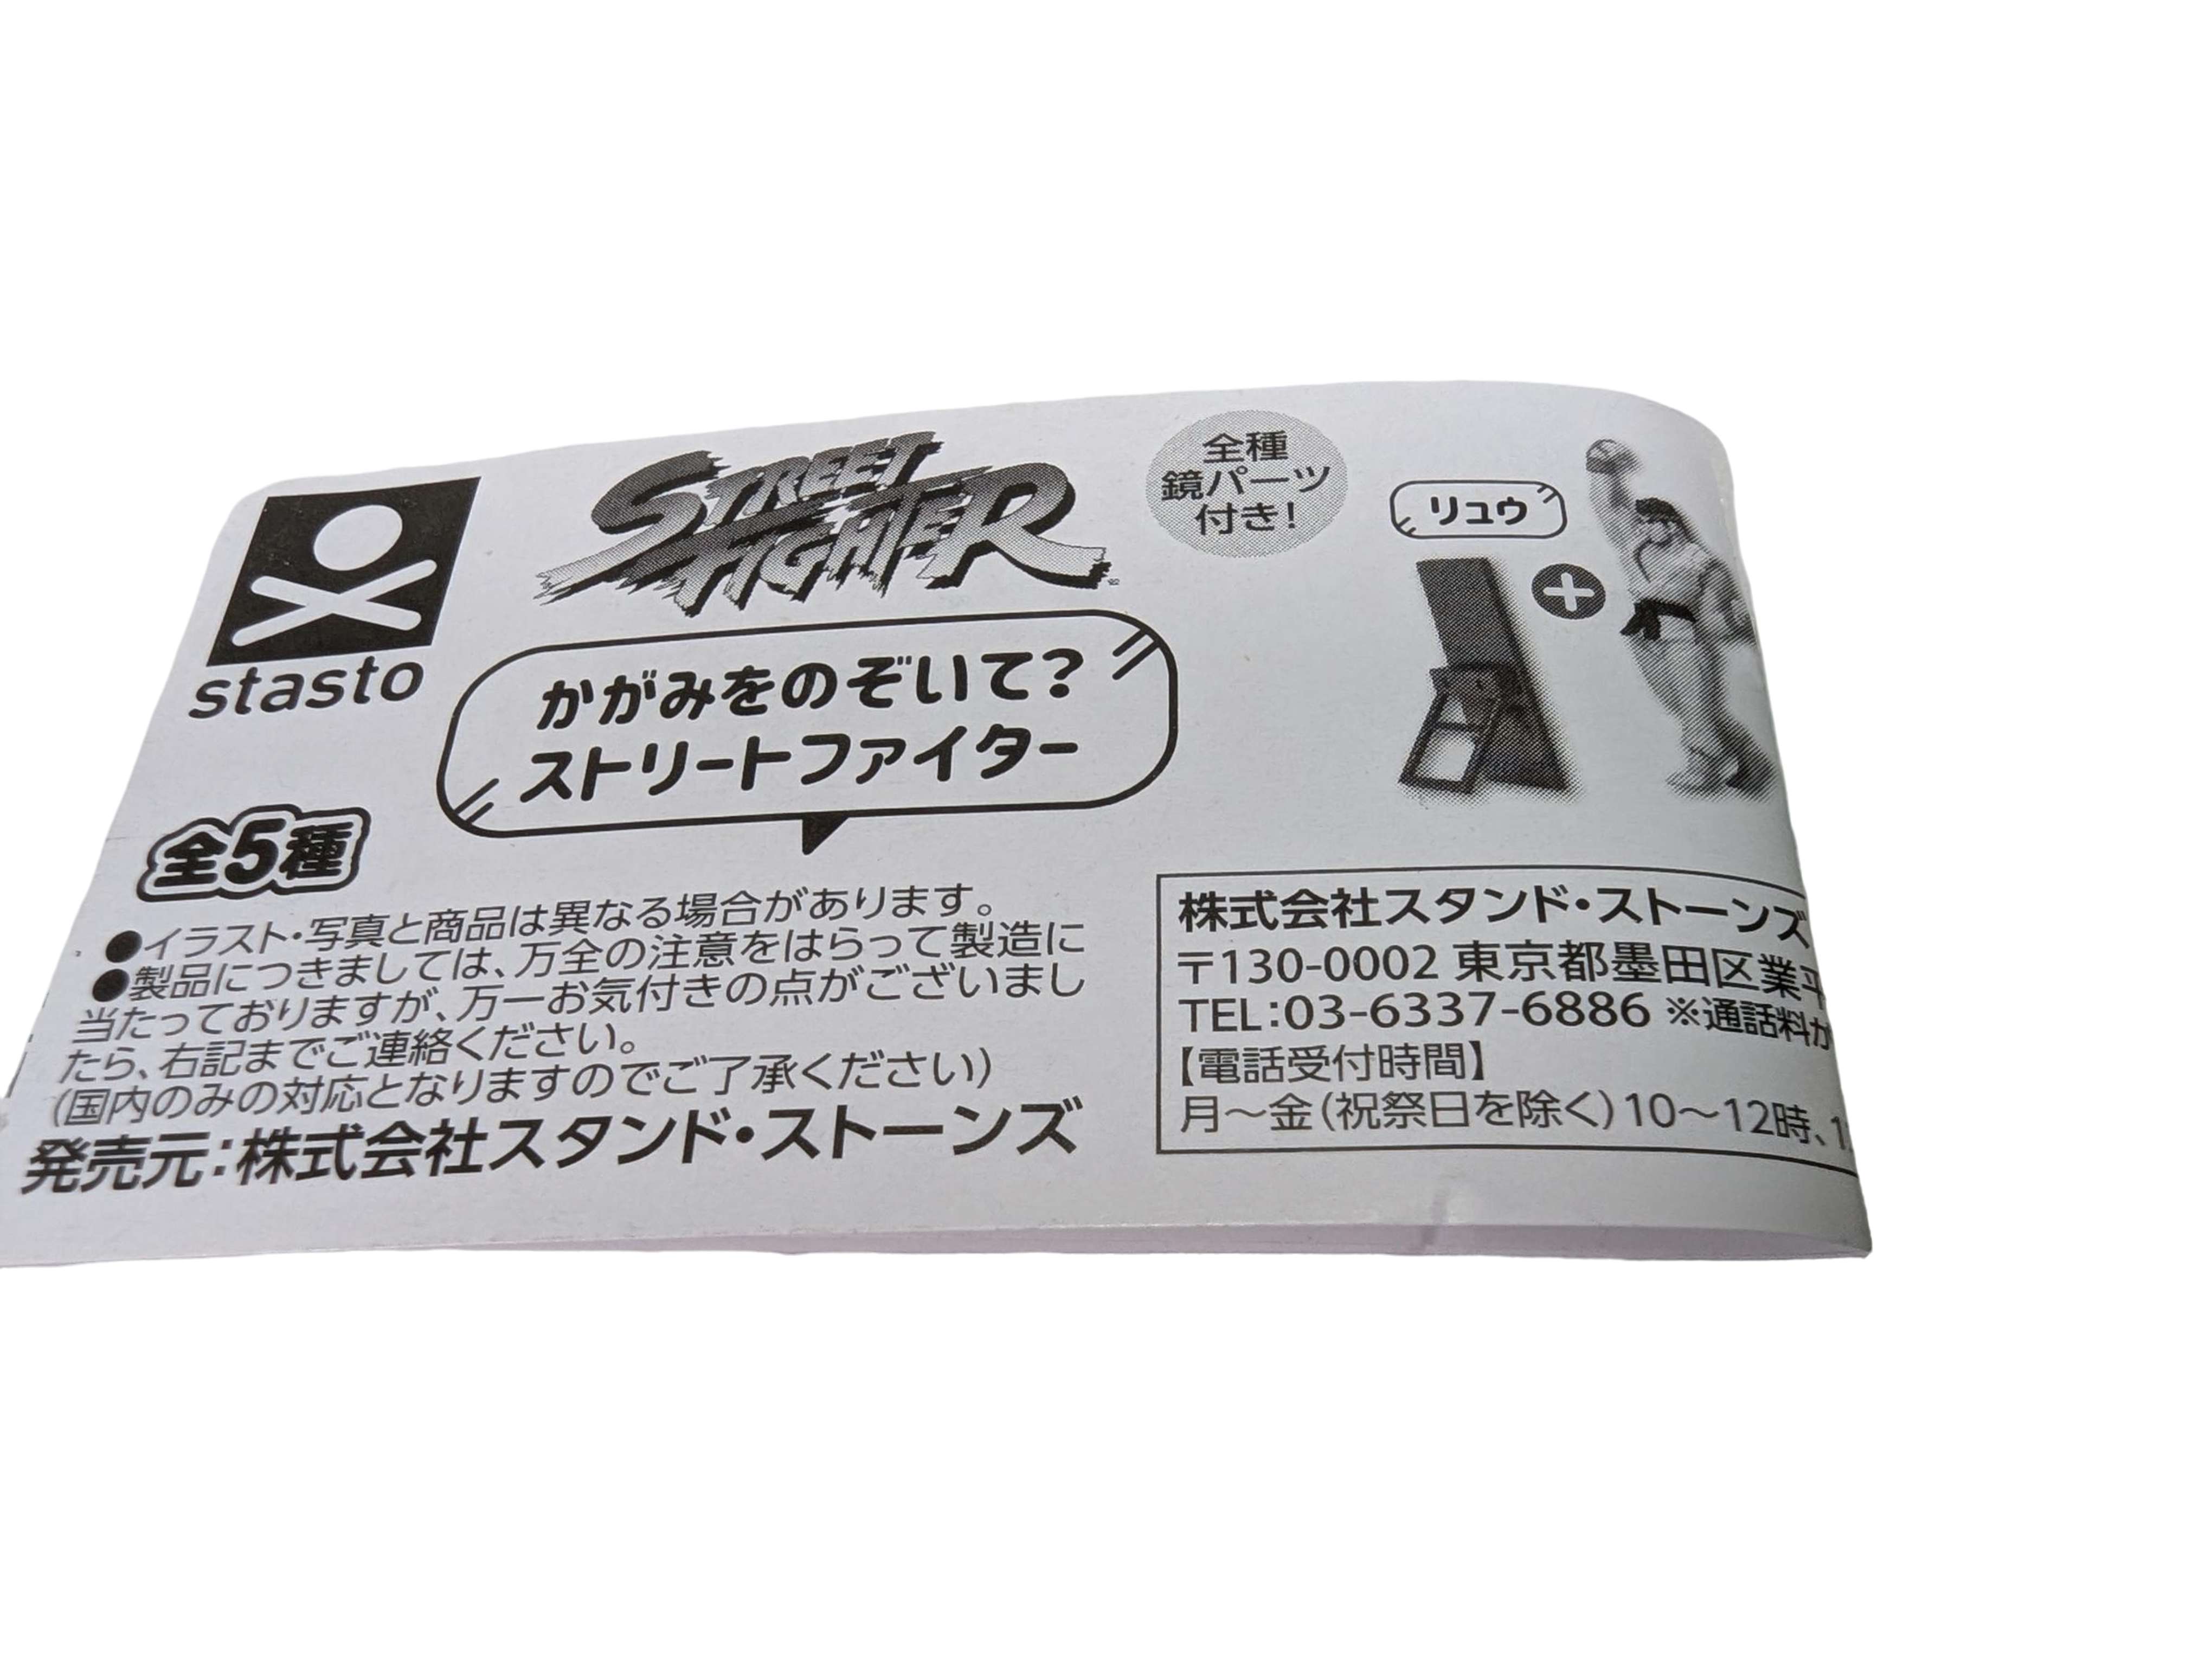 stasto
STREET
FIGHTER
かがみをのぞいて?
ストリートファイター
全種
鏡パーツ
付き!
リュウ
全5種
●イラスト・写真と商品は異なる場合があります。
●製品につきましては、万全の注意をはらって製造に
当たっておりますが、万一お気付きの点がございまし
たら、右記までご連絡ください。
(国内のみの対応となりますのでご了承ください)
発売元:株式会社スタンド・ストーンズ
株式会社スタンド・ストーンズ
〒130-0002 東京都墨田区業平
TEL:03-6337-6886 ※通話料が
【電話受付時間】
月〜金(祝祭日を除く)10〜12時、